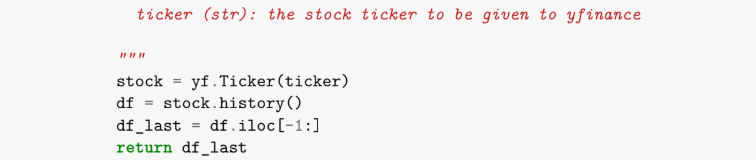 ticker (str): the stock ticker to be given to yfinance
"""
stock = yf.Ticker(ticker)
df = stock.history()
df_last = df.iloc[-1:]
return df_last